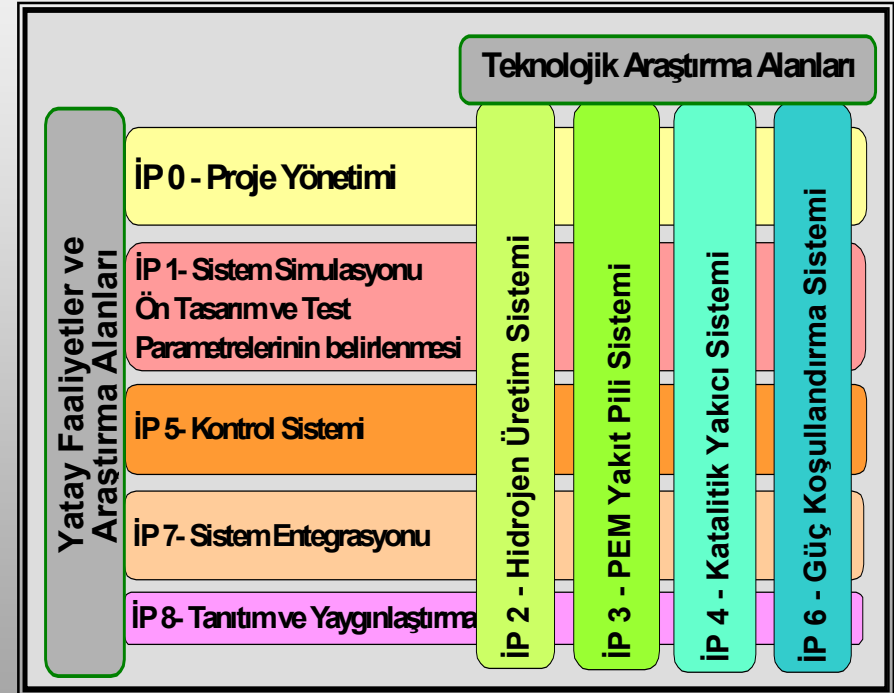 Teknolojik Araştırma Alanları
Yatay Faaliyetler ve
Araştırma Alanları
İP 0 - Proje Yönetimi
İP 1- Sistem Simulasyonu
Ön Tasarım ve Test
Parametrelerinin belirlenmesi
İP 5- Kontrol Sistemi
İP 7- Sistem Entegrasyonu
İP 8- Tanıtım ve Yaygınlaştırma
İP 2 - Hidrojen Üretim Sistemi
İP 3 - PEM Yakıt Pili Sistemi
İP 4 - Katalitik Yakıcı Sistemi
İP 6 - Güç Koşullandırma Sistemi